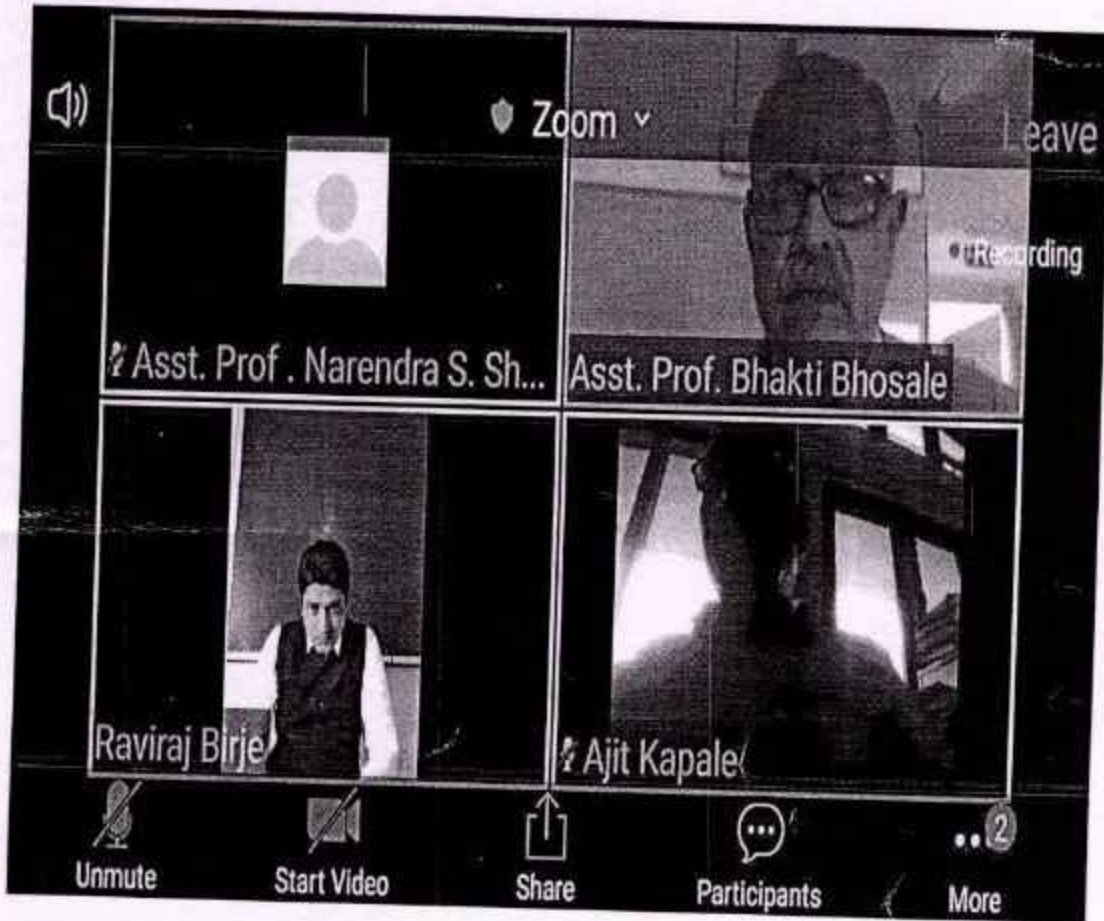 Zoom
Leave
Recording
Asst. Prof . Narendra S. Sh...
Asst. Prof. Bhakti Bhosale
Raviraj Birje
Ajit Kapale
Unmute
Start Video
Share
Participants
2
More